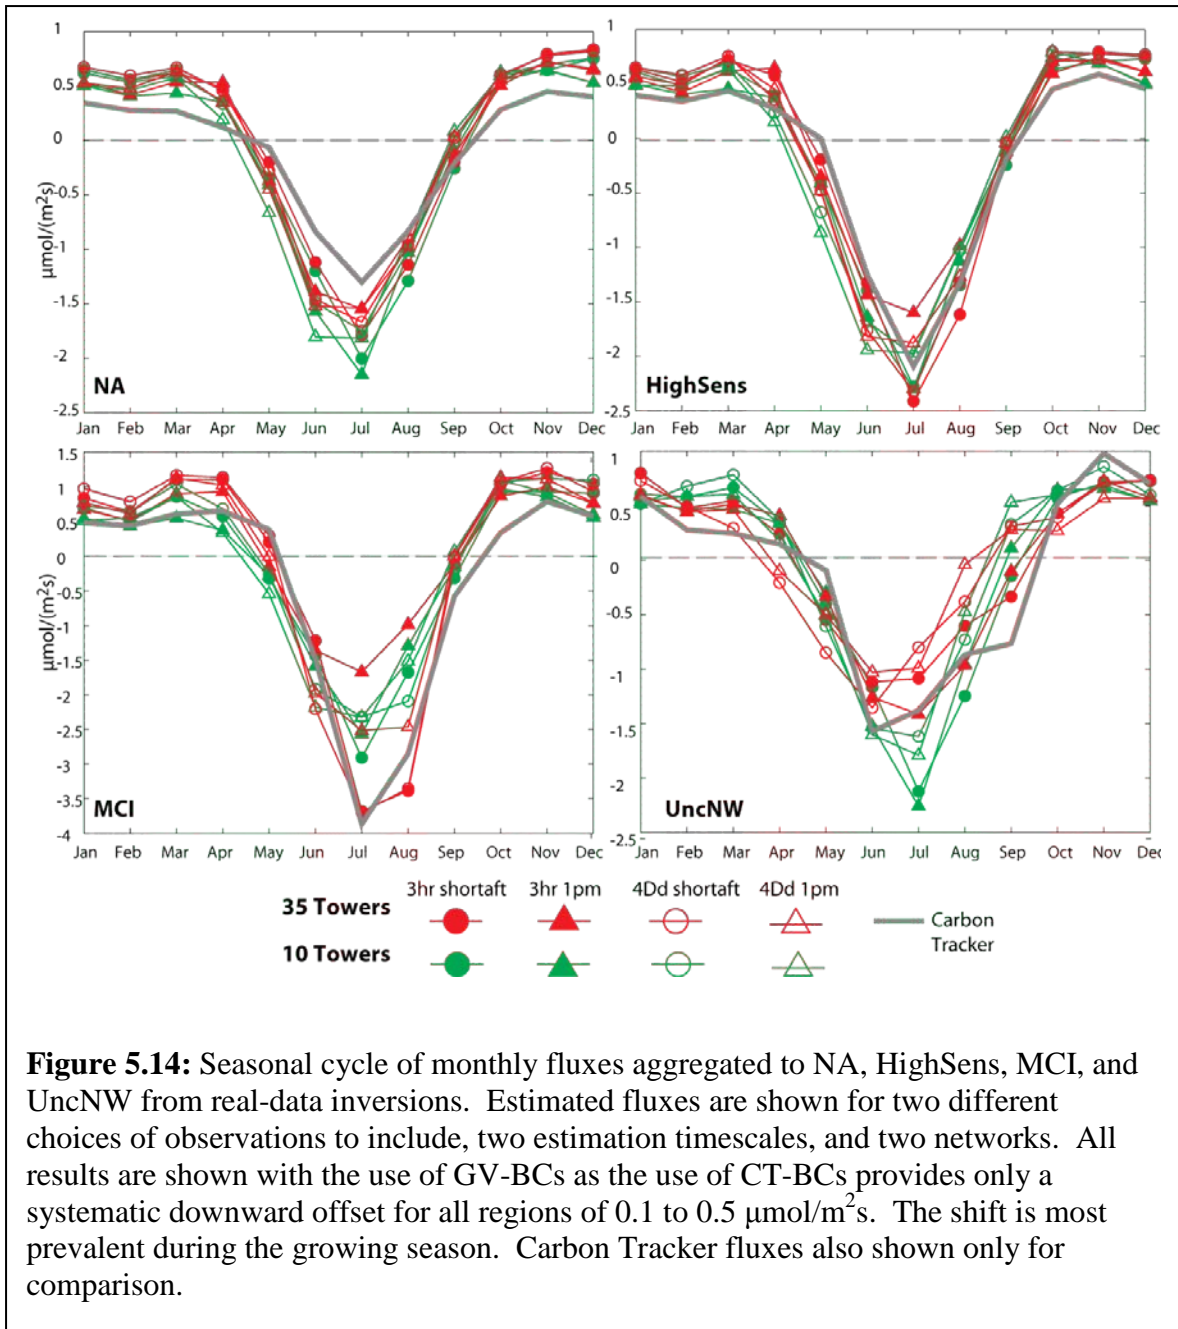 1
0.5
0
-0.5
-1
-1.5
-2
-2.5
μmol/(m2s)
NA
Jan Feb Mar Apr May Jun Jul Aug Sep Oct Nov Dec
1
0.5
0
-0.5
-1
-1.5
-2
-2.5
HighSens
Jan Feb Mar Apr May Jun Jul Aug Sep Oct Nov Dec
1.5
1
0.5
0
-0.5
-1
-1.5
-2
-2.5
-3
-3.5
-4
μmol/(m2s)
MCI
Jan Feb Mar Apr May Jun Jul Aug Sep Oct Nov Dec
1
0.5
0
-0.5
-1
-1.5
-2
-2.5
UncNW
Jan Feb Mar Apr May Jun Jul Aug Sep Oct Nov Dec
3hr shortaft 3hr 1pm 4Dd shortaft 4Dd 1pm
35 Towers
10 Towers
Carbon
Tracker
Figure 5.14: Seasonal cycle of monthly fluxes aggregated to NA, HighSens, MCI, and
UncNW from real-data inversions. Estimated fluxes are shown for two different
choices of observations to include, two estimation timescales, and two networks. All
results are shown with the use of GV-BCs as the use of CT-BCs provides only a
systematic downward offset for all regions of 0.1 to 0.5 μmol/m2s. The shift is most
prevalent during the growing season. Carbon Tracker fluxes also shown only for
comparison.